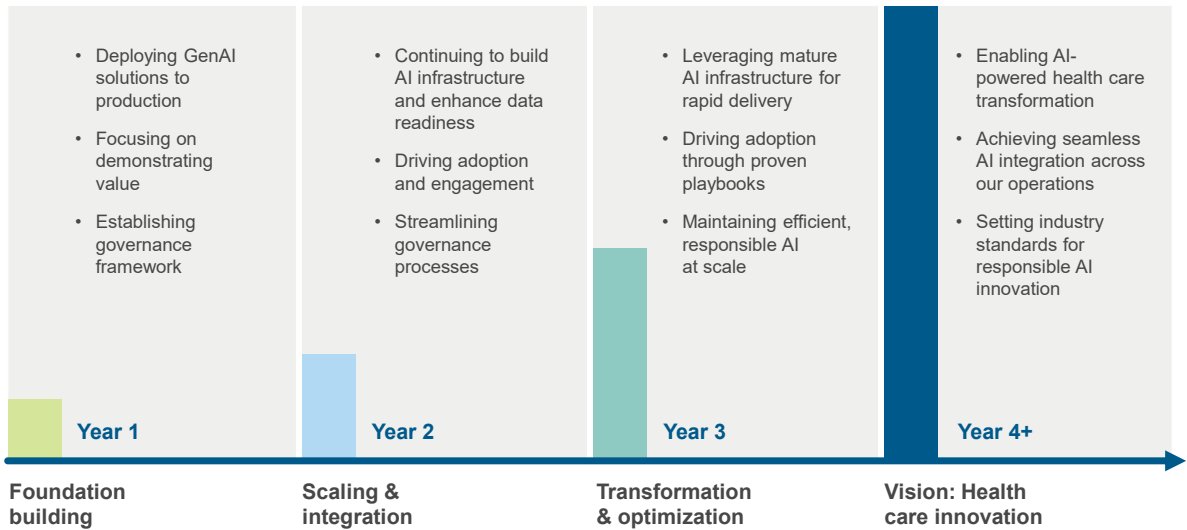 • Deploying GenAI
solutions to
production
• Focusing on
demonstrating
value
• Establishing
governance
framework
Year 1
Foundation
building
• Continuing to build
AI infrastructure
and enhance data
readiness
• Driving adoption
and engagement
• Streamlining
governance
processes
Year 2
Scaling &
integration
• Leveraging mature
AI infrastructure for
rapid delivery
• Driving adoption
through proven
playbooks
• Maintaining efficient,
responsible AI
at scale
Year 3
Transformation
& optimization
• Enabling AI-
powered health care
transformation
• Achieving seamless
AI integration across
our operations
• Setting industry
standards for
responsible AI
innovation
Year 4+
Vision: Health
care innovation